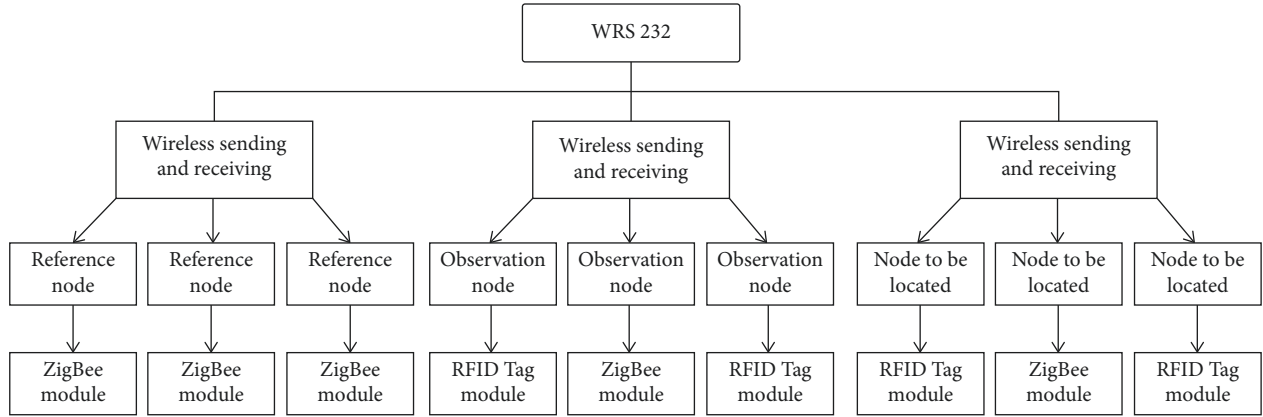 WRS 232
Wireless sending
and receiving
Wireless sending
and receiving
Wireless sending
and receiving
Reference
node
Reference
node
Reference
node
Observation
node
Observation
node
Observation
node
Node to be
located
Node to be
located
Node to be
located
ZigBee
module
ZigBee
module
ZigBee
module
RFID Tag
module
ZigBee
module
RFID Tag
module
RFID Tag
module
ZigBee
module
RFID Tag
module